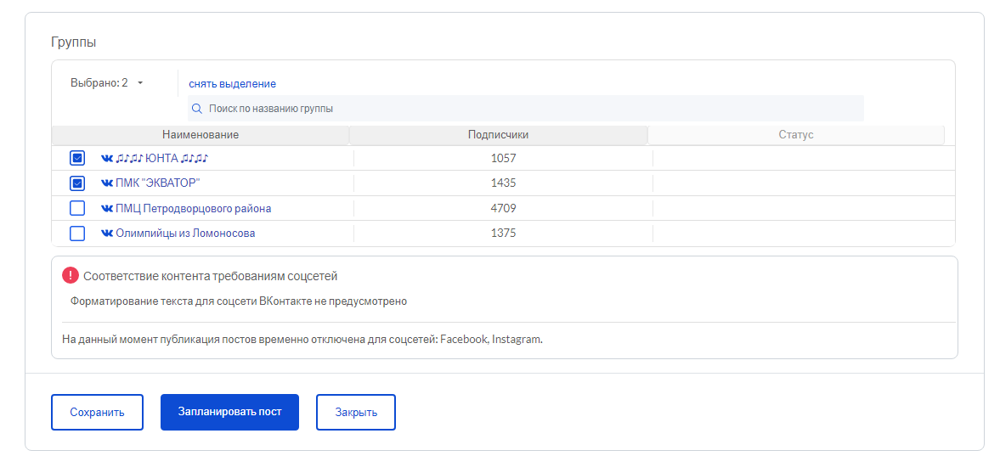 Группы
Выбрано: 2
снять выделение
Поиск по названию группы
Наименование Подписчики Статус
♫♪♫♪ ЮНТА ♫♪♫♪ 1057
ПМК "ЭКВАТОР" 1435
ПМЦ Петродворцового района 4709
Олимпийцы из Ломоносова 1375
Соответствие контента требованиям соцсетей
Форматирование текста для соцсети ВКонтакте не предусмотрено
На данный момент публикация постов временно отключена для соцсетей: Facebook, Instagram.
Сохранить Запланировать пост Закрыть